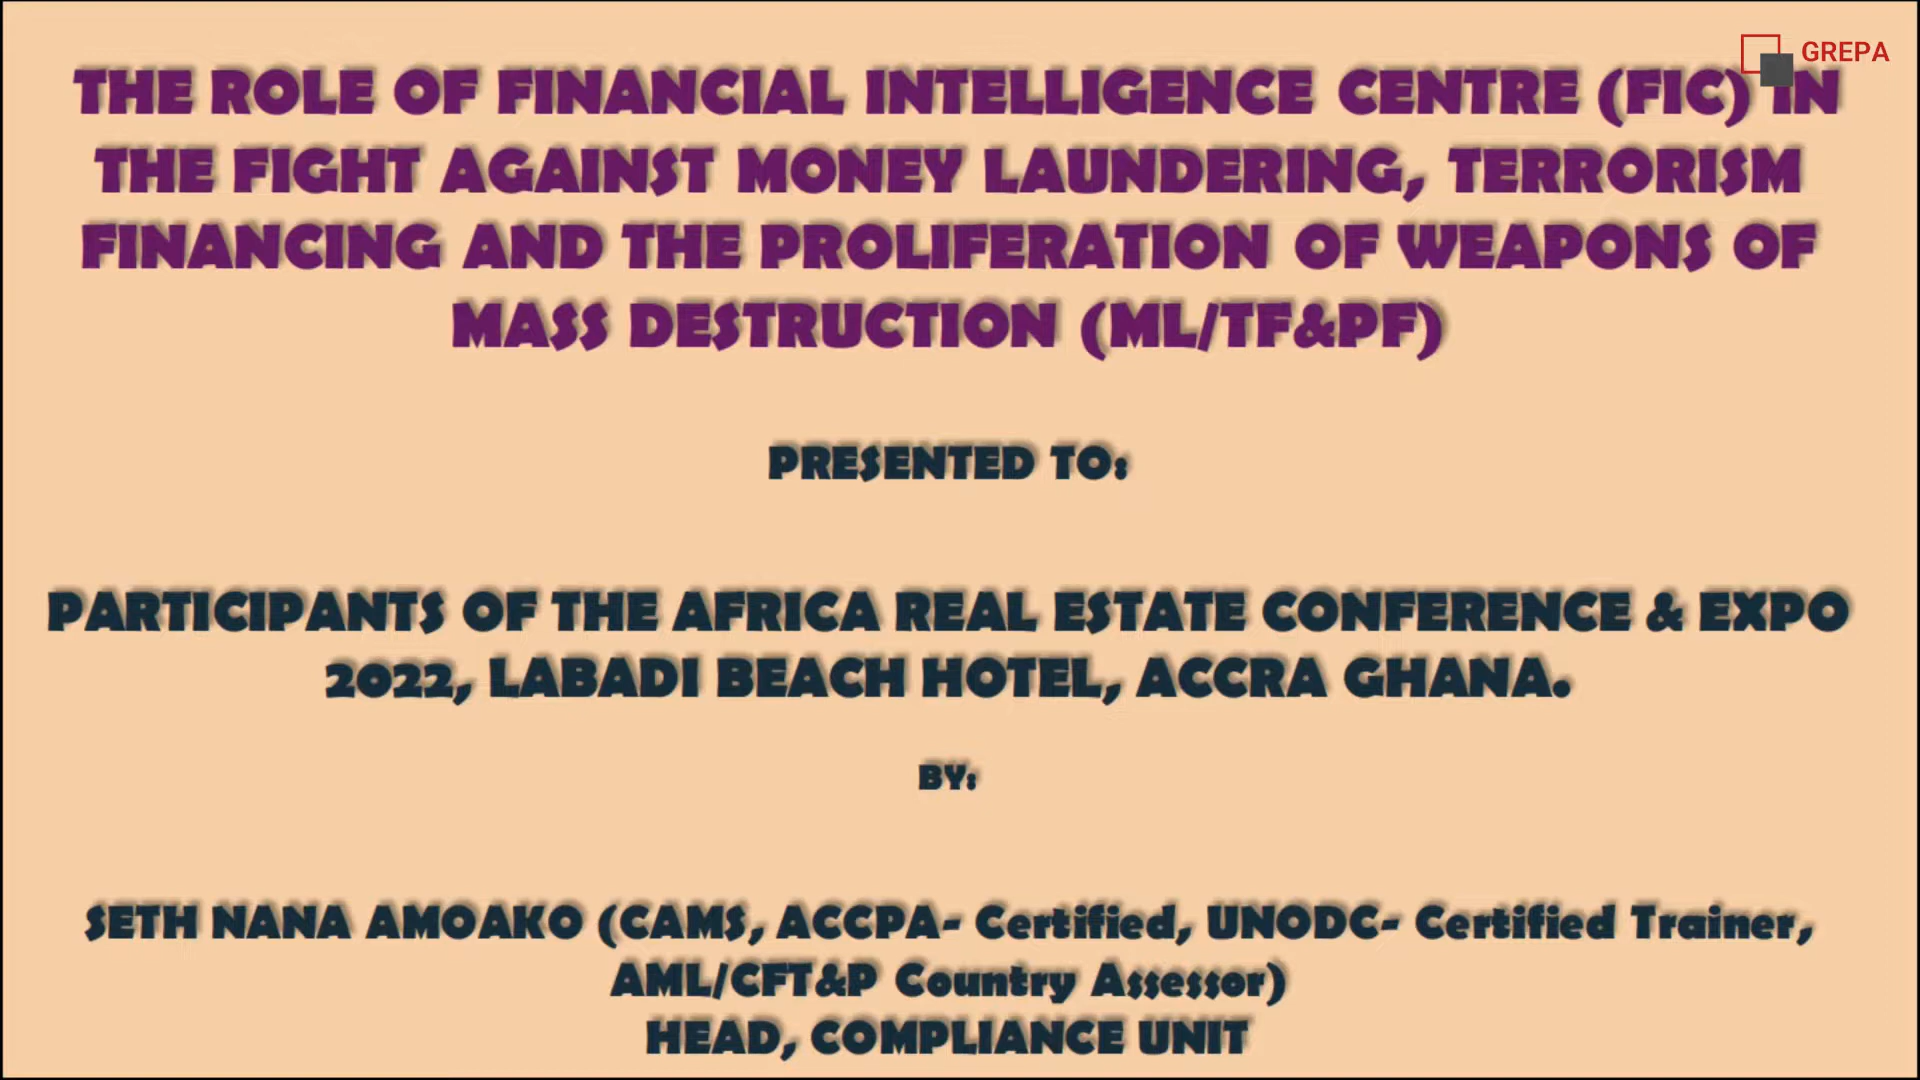 GREPA
THE ROLE OF FINANCIAL INTELLIGENCE CENTRE (FIC) IN
THE FIGHT AGAINST MONEY LAUNDERING, TERRORISM
FINANCING AND THE PROLIFERATION OF WEAPONS OF
MASS DESTRUCTION (ML/TF&PF)
PRESENTED TO:
PARTICIPANTS OF THE AFRICA REAL ESTATE CONFERENCE & EXPO
2022, LABADI BEACH HOTEL, ACCRA GHANA.
BY:
SETH NANA AMOAKO (CAMS, ACCPA- Certified, UNODC- Certified Trainer,
AML/CFT&P Country Assessor)
HEAD, COMPLIANCE UNIT